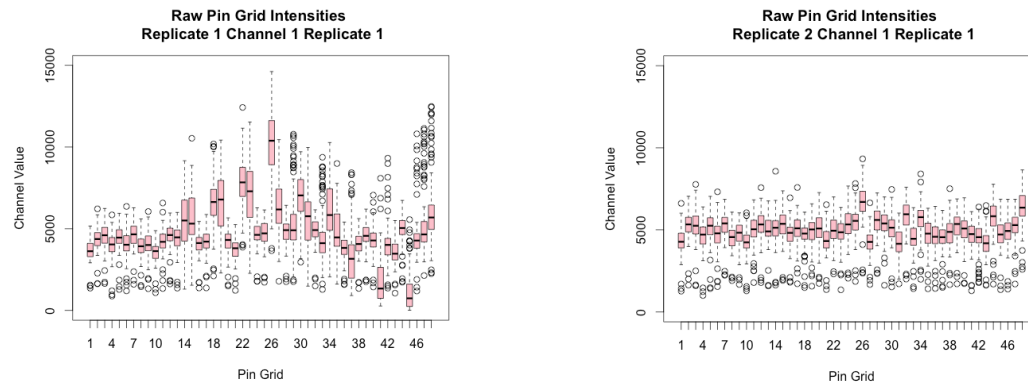 Raw Pin Grid Intensities
Replicate 1 Channel 1 Replicate 1
Channel Value
15000
10000
5000
0
1 4 7 10 14 18 22 26 30 34 38 42 46
Pin Grid
Raw Pin Grid Intensities
Replicate 2 Channel 1 Replicate 1
Channel Value
15000
10000
5000
0
1 4 7 10 14 18 22 26 30 34 38 42 46
Pin Grid